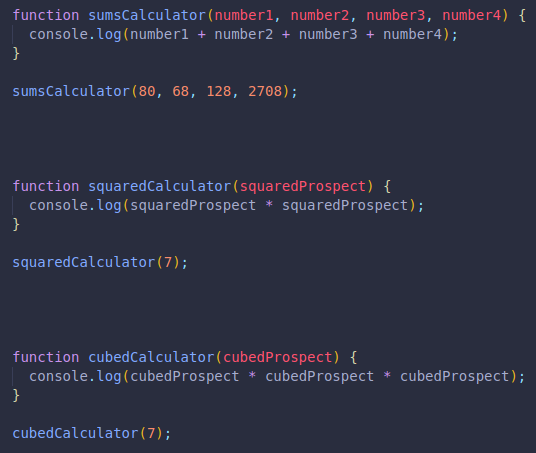 function sumsCalculator(number1, number2, number3, number4) {
  console.log(number1 + number2 + number3 + number4);
}
sumsCalculator(80, 68, 128, 2708);
function squaredCalculator(squaredProspect) {
  console.log(squaredProspect * squaredProspect);
}
squaredCalculator(7);
function cubedCalculator(cubedProspect) {
  console.log(cubedProspect * cubedProspect * cubedProspect);
}
cubedCalculator(7);